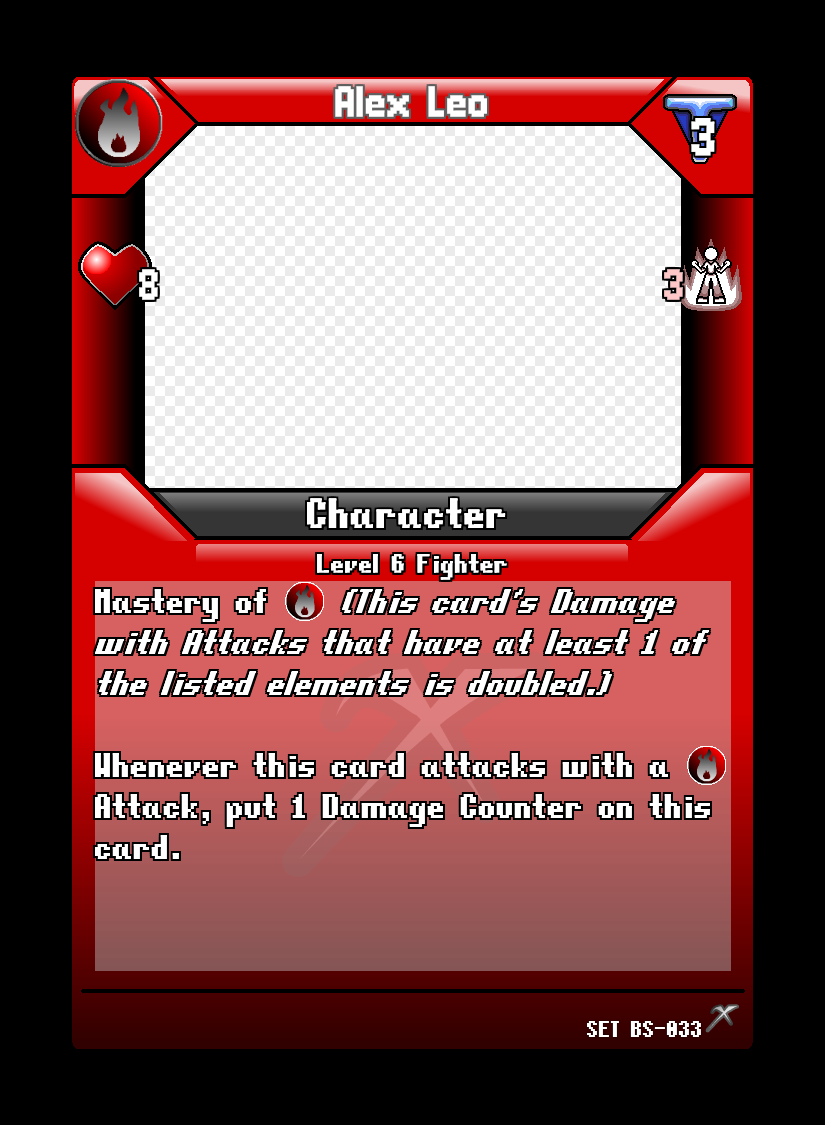 Alex Leo
3
8
3
Character
Level 6 Fighter
Mastery of (This card's Damage
with Attacks that have at least 1 of
the listed elements is doubled.)
Whenever this card attacks with a
Attack, put 1 Damage Counter on this
card.
SET BS-033